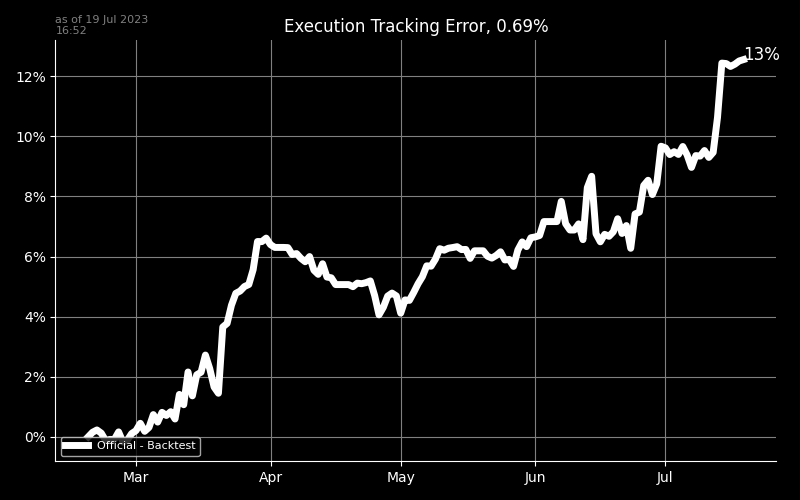 as of 19 Jul 2023
16:52
Execution Tracking Error, 0.69%
13%
12%
10%
8%
6%
4%
2%
0%
Official - Backtest
Mar
Apr
May
Jun
Jul